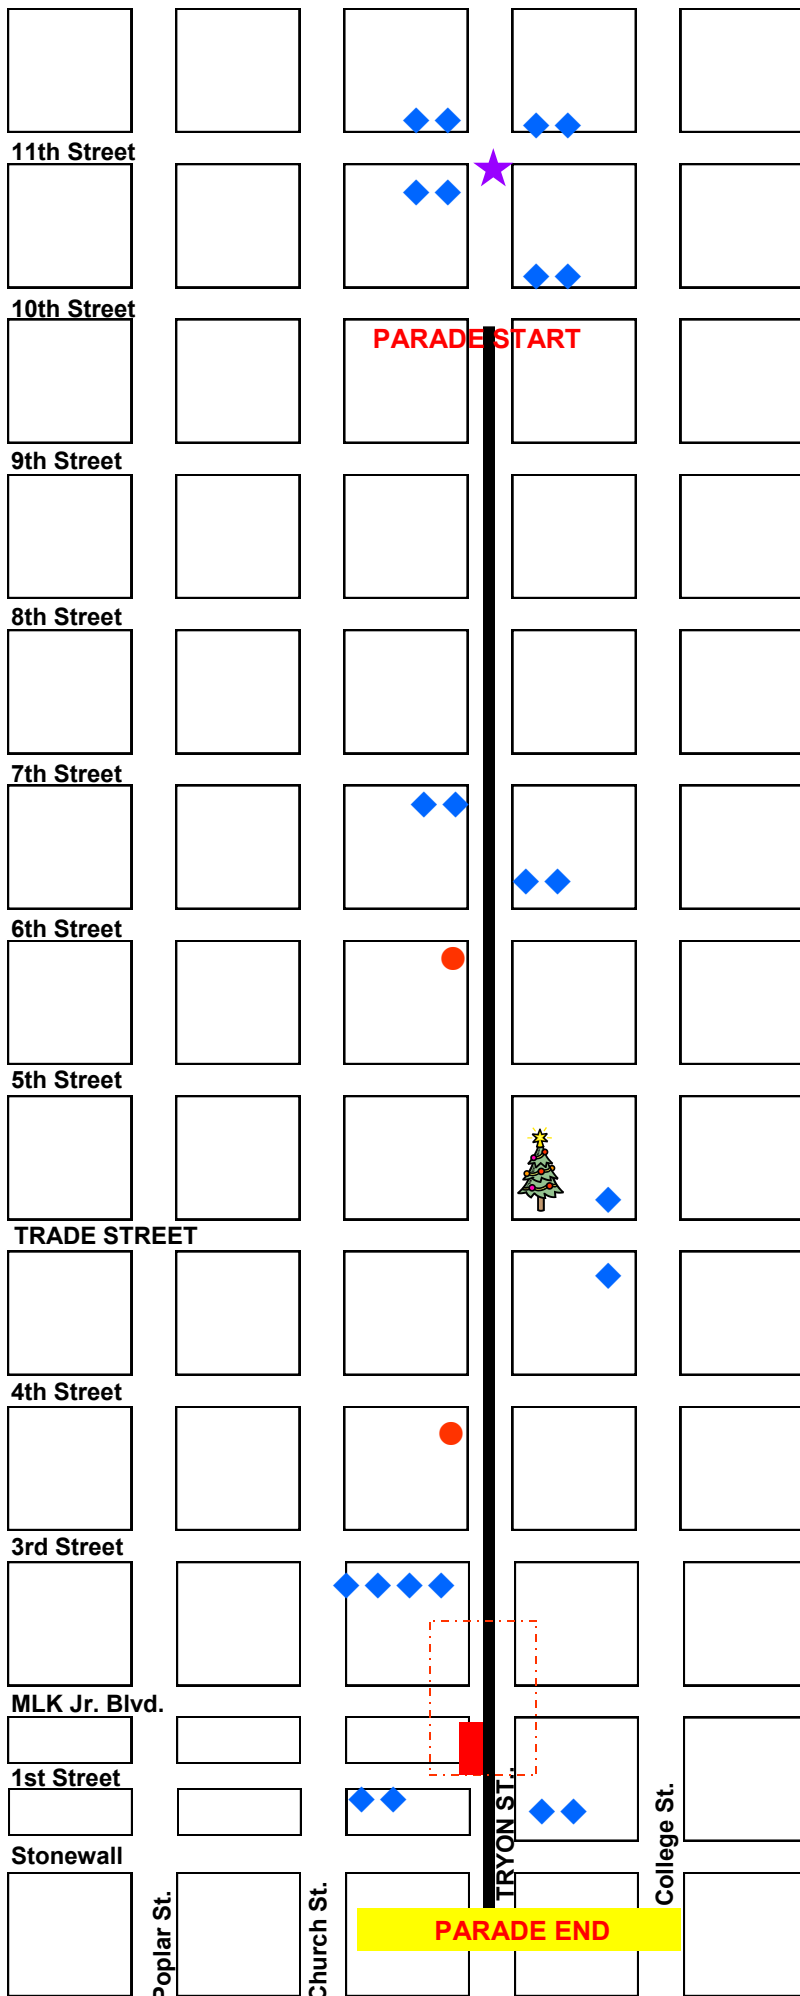 11th Street
10th Street
PARADE START
9th Street
8th Street
7th Street
6th Street
5th Street
TRADE STREET
4th Street
3rd Street
MLK Jr. Blvd.
1st Street
TRYON ST..
College St.
Stonewall
Poplar St.
Church St.
PARADE END